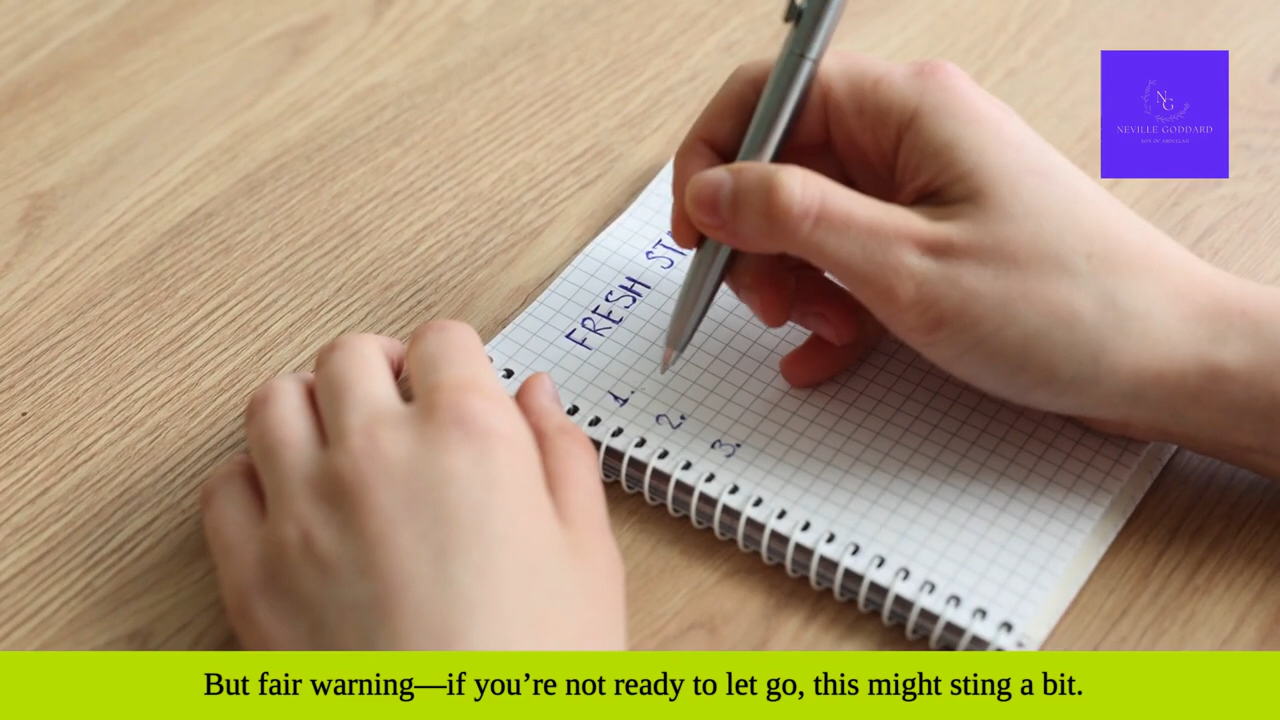 FRESH
1.
2.
3.
NG
NEVILLE GODDARD
But fair warning—if you’re not ready to let go, this might sting a bit.